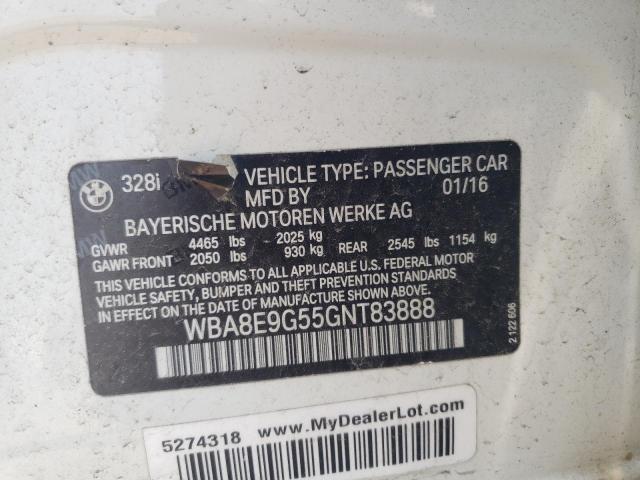 BMW
328i
VEHICLE TYPE: PASSENGER CAR
MFD BY 01/16
BAYERISCHE MOTOREN WERKE AG
GVWR 4465 lbs 2025 kg
GAWR FRONT 2050 lbs 930 kg REAR 2545 lbs 1154 kg
THIS VEHICLE CONFORMS TO ALL APPLICABLE U.S. FEDERAL MOTOR
VEHICLE SAFETY, BUMPER AND THEFT PREVENTION STANDARDS IN
EFFECT ON THE DATE OF MANUFACTURE SHOWN ABOVE.
WBA8E9G55GNT83888
2 122 606
5274318 www.MyDealerLot.com